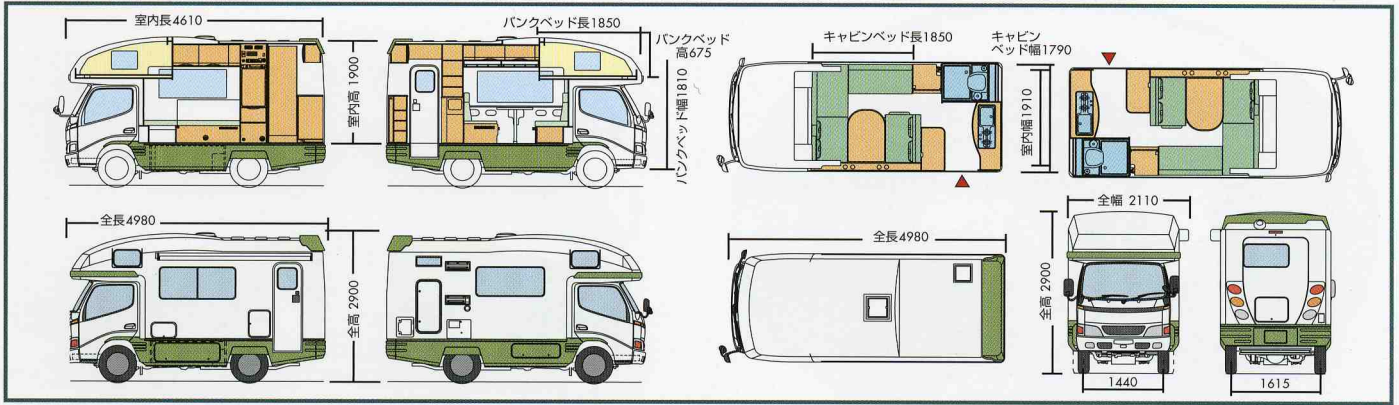 室内長4610
バンクベッド長1850
バンクベッド
高675
室内高 1900
バンクベッド幅1810
キャビンベッド長1850
キャビン
ベッド幅1790
室内幅1910
全長4980
全高 2900
全長4980
全幅 2110
全高 2900
1440
1615